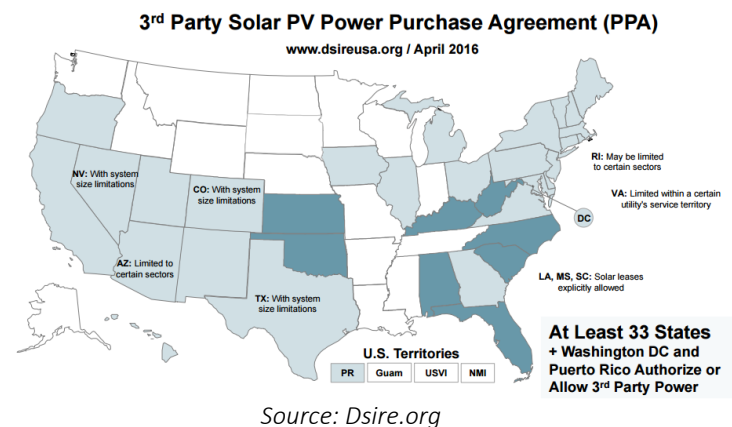 3rd Party Solar PV Power Purchase Agreement (PPA)
www.dsireusa.org / April 2016
NV: With system
size limitations
CO: With system
size limitations
AZ: Limited to
certain sectors
TX: With system
size limitations
RI: May be limited
to certain sectors
VA: Limited within a certain
utility's service territory
DC
LA, MS, SC: Solar leases
explicitly allowed
U.S. Territories
PR Guam USVI NMI
At Least 33 States
+ Washington DC and
Puerto Rico Authorize or
Allow 3rd Party Power
Source: Dsire.org